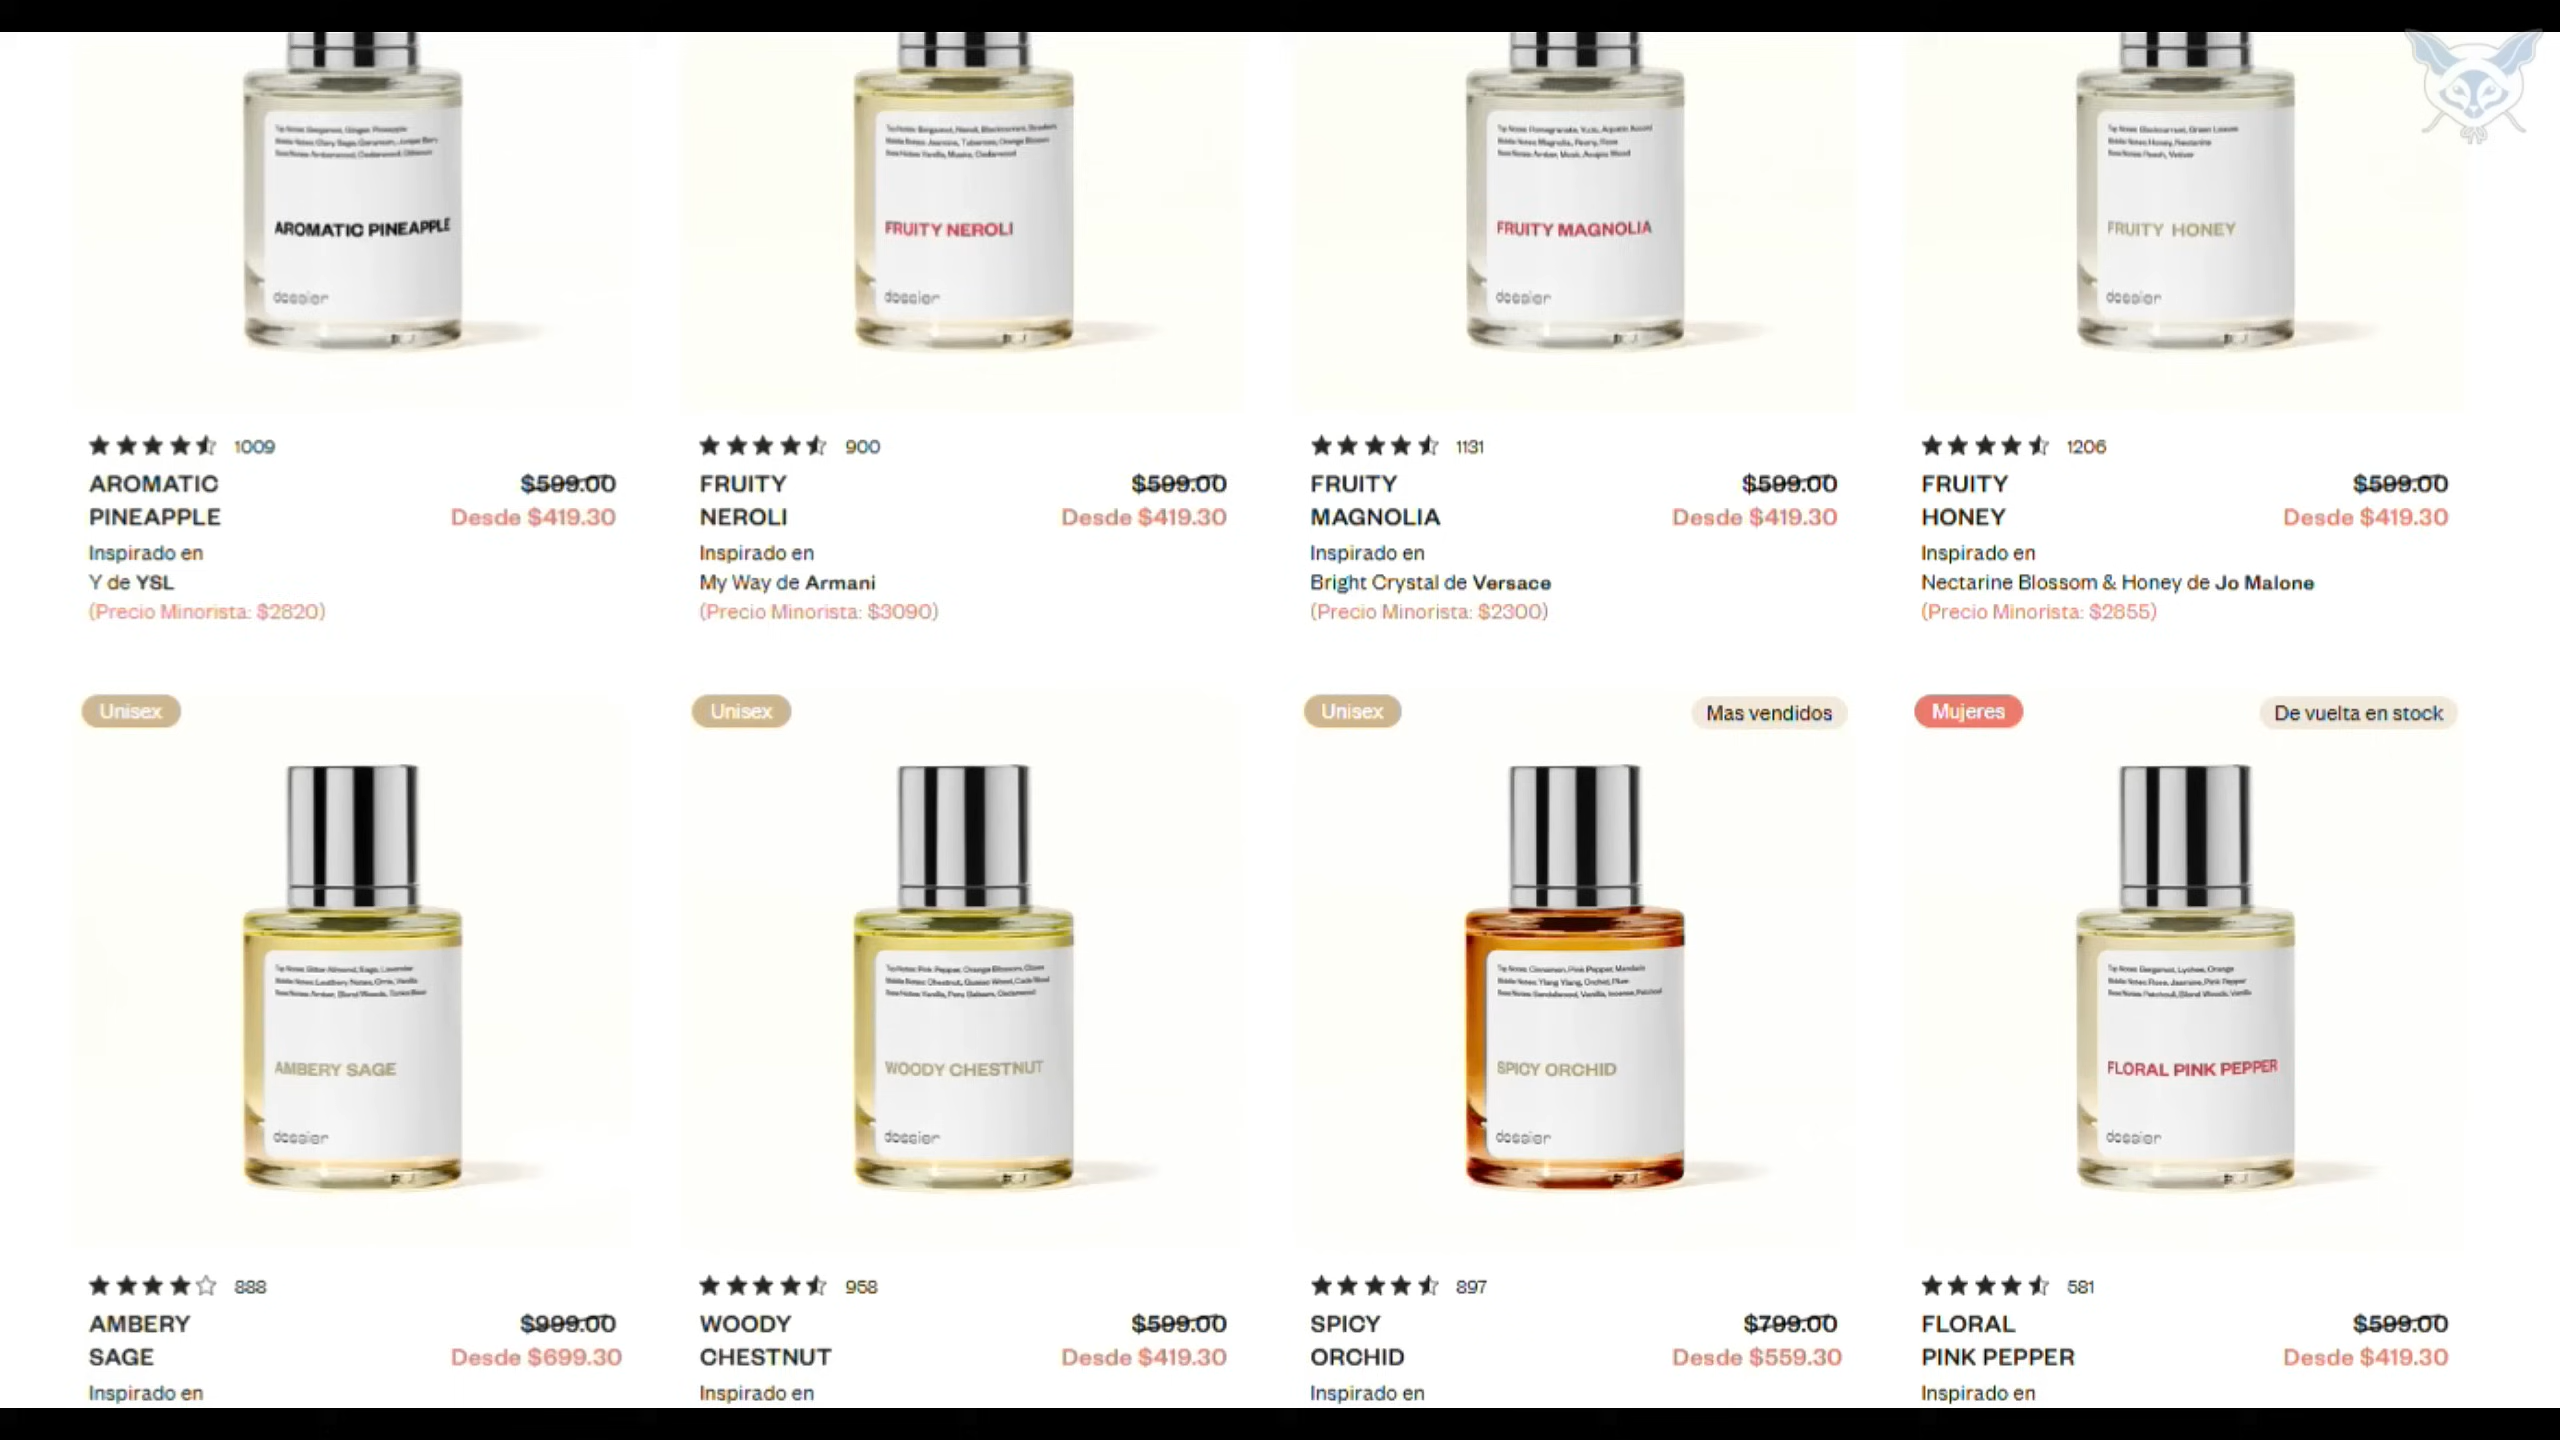 AROMATIC PINEAPPLE
dossier
FRUITY NEROLI
dossier
FRUITY MAGNOLIA
dossier
FRUITY HONEY
dossier
1009
AROMATIC
PINEAPPLE
$599.00
Desde $419.30
Inspirado en
Y de YSL
(Precio Minorista: $2820)
900
FRUITY
NEROLI
$599.00
Desde $419.30
Inspirado en
My Way de Armani
(Precio Minorista: $3090)
1131
FRUITY
MAGNOLIA
$599.00
Desde $419.30
Inspirado en
Bright Crystal de Versace
(Precio Minorista: $2300)
1206
FRUITY
HONEY
$599.00
Desde $419.30
Inspirado en
Nectarine Blossom & Honey de Jo Malone
(Precio Minorista: $2855)
Unisex
AMBERY SAGE
dossier
Unisex
WOODY CHESTNUT
dossier
Unisex
Mas vendidos
SPICY ORCHID
dossier
Mujeres
De vuelta en stock
FLORAL PINK PEPPER
dossier
888
AMBERY
SAGE
$999.00
Desde $699.30
Inspirado en
958
WOODY
CHESTNUT
$599.00
Desde $419.30
Inspirado en
897
SPICY
ORCHID
$799.00
Desde $559.30
Inspirado en
581
FLORAL
PINK PEPPER
$599.00
Desde $419.30
Inspirado en